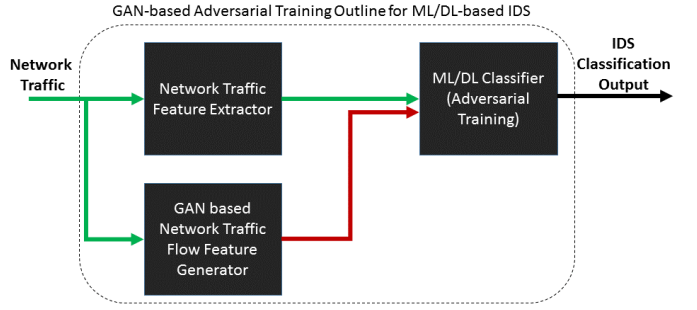 GAN-based Adversarial Training Outline for ML/DL-based IDS
Network
Traffic
Network Traffic
Feature Extractor
ML/DL Classifier
(Adversarial
Training)
IDS
Classification
Output
GAN based
Network Traffic
Flow Feature
Generator